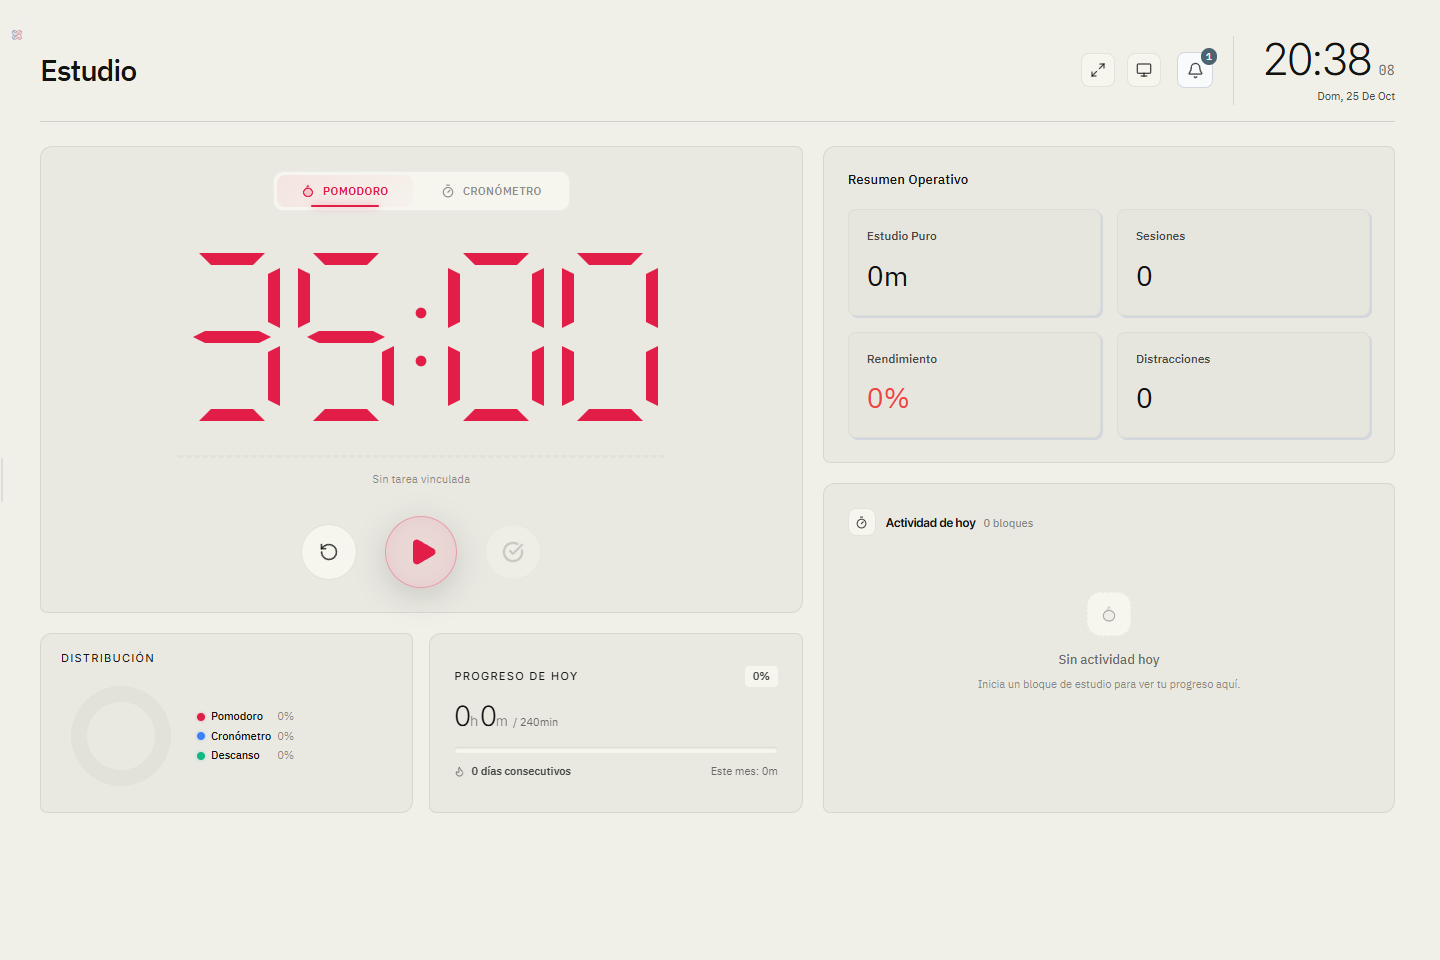 Estudio
1
20:38 08
Dom, 25 De Oct
POMODORO
CRONÓMETRO
35:00
Sin tarea vinculada
Resumen Operativo
Estudio Puro
0m
Sesiones
0
Rendimiento
0%
Distracciones
0
Actividad de hoy 0 bloques
Sin actividad hoy
Inicia un bloque de estudio para ver tu progreso aquí.
DISTRIBUCIÓN
Pomodoro 0%
Cronómetro 0%
Descanso 0%
PROGRESO DE HOY 0%
0h 0m / 240min
0 días consecutivos
Este mes: 0m